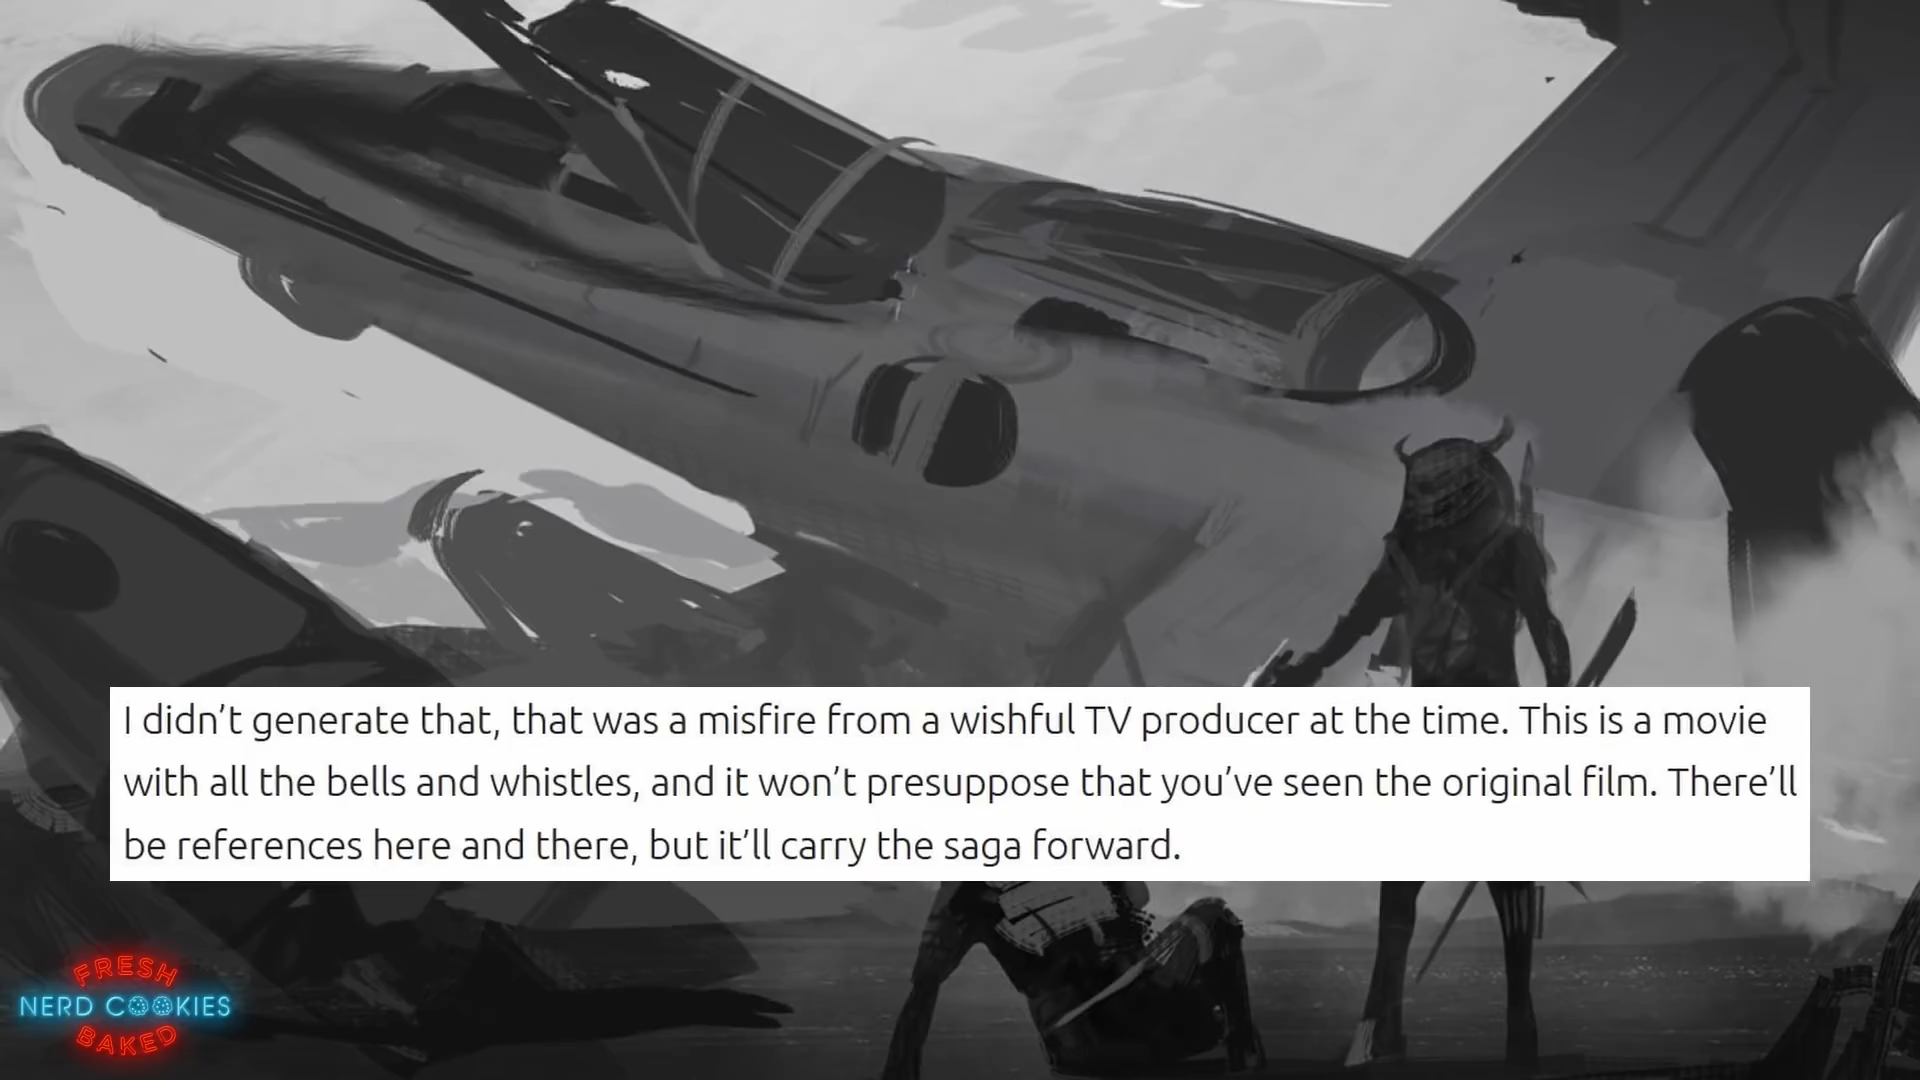 I didn’t generate that, that was a misfire from a wishful TV producer at the time. This is a movie
with all the bells and whistles, and it won’t presuppose that you’ve seen the original film. There’ll
be references here and there, but it’ll carry the saga forward.
FRESH
NERD COOKIES
BAKED